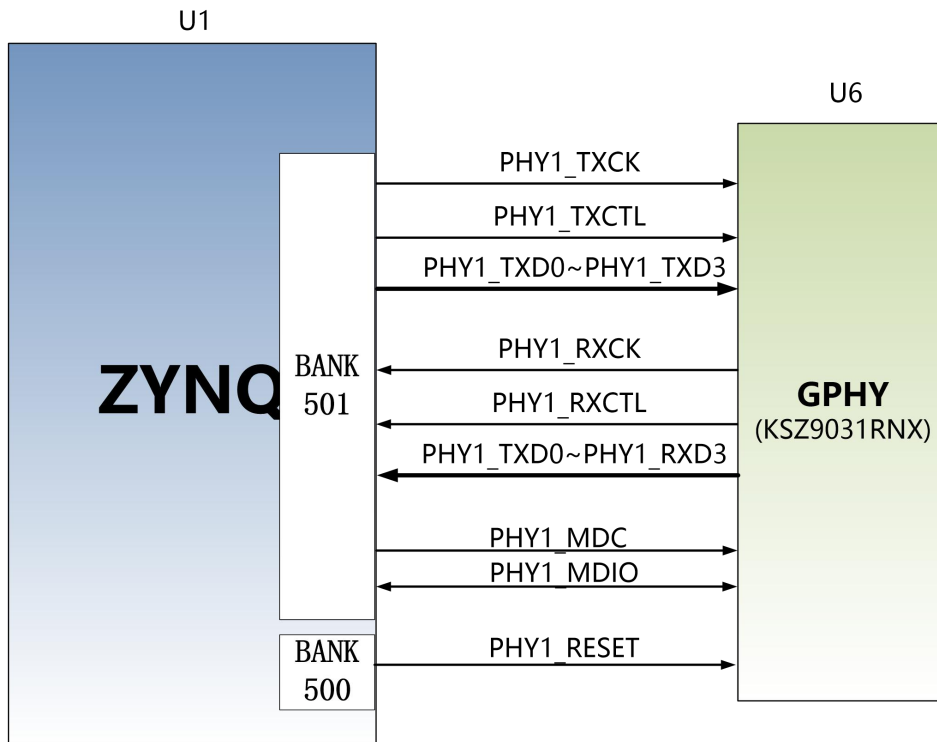 U1
U6
PHY1_TXCK
PHY1_TXCTL
PHY1_TXD0~PHY1_TXD3
PHY1_RXCK
PHY1_RXCTL
PHY1_TXD0~PHY1_RXD3
PHY1_MDC
PHY1_MDIO
PHY1_RESET
ZYNQ
BANK
501
BANK
500
GPHY
(KSZ9031RNX)